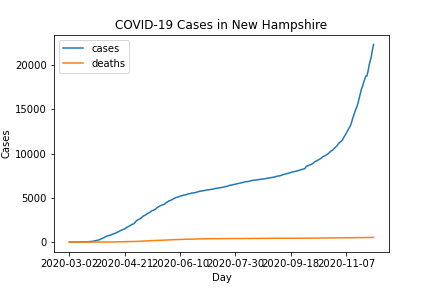 COVID-19 Cases in New Hampshire
cases
deaths
20000
15000
10000
5000
0
Cases
2020-03-02 2020-04-21 2020-06-10 2020-07-30 2020-09-18 2020-11-07
Day